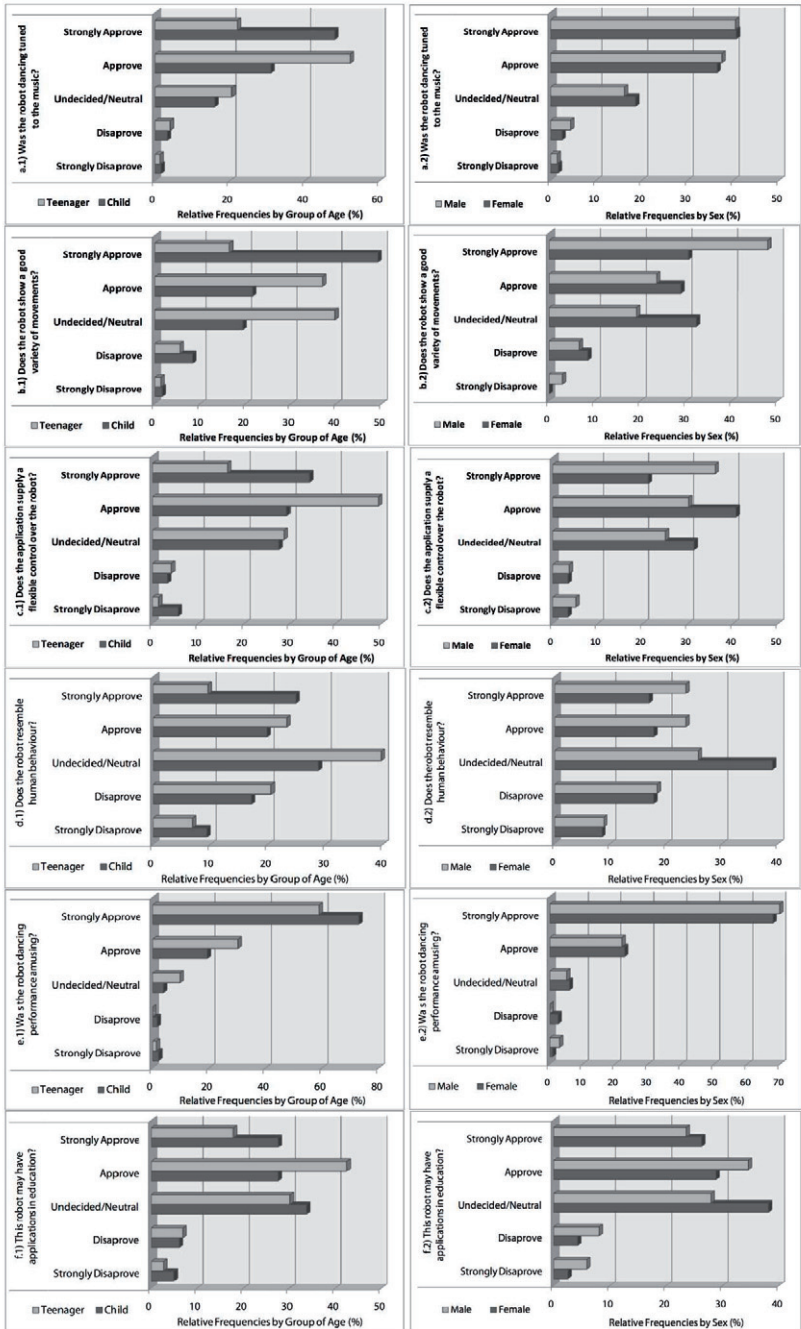 a.1) Was the robot dancing tuned
to the music?
Strongly Approve
Approve
Undecided/Neutral
Disaprove
Strongly Disaprove
0 20 40 60
Teenager Child
Relative Frequencies by Group of Age (%)
a.2) Was the robot dancing tuned
to the music?
Strongly Approve
Approve
Undecided/Neutral
Disaprove
Strongly Disaprove
0 10 20 30 40 50
Male Female
Relative Frequencies by Sex (%)
b.1) Does the robot show a good
variety of movements?
Strongly Approve
Approve
Undecided/Neutral
Disaprove
Strongly Disaprove
0 10 20 30 40 50
Teenager Child
Relative Frequencies by Group of Age (%)
b.2) Does the robot show a good
variety of movements?
Strongly Approve
Approve
Undecided/Neutral
Disaprove
Strongly Disaprove
0 10 20 30 40 50
Male Female
Relative Frequencies by Sex (%)
c.1) Does the application supply a
flexible control over the robot?
Strongly Approve
Approve
Undecided/Neutral
Disaprove
Strongly Disaprove
0 10 20 30 40 50
Teenager Child
Relative Frequencies by Group of Age (%)
c.2) Does the application supply a
flexible control over the robot?
Strongly Approve
Approve
Undecided/Neutral
Disaprove
Strongly Disaprove
0 10 20 30 40 50
Male Female
Relative Frequencies by Sex (%)
d.1) Does the robot resemble
human behaviour?
Strongly Approve
Approve
Undecided/Neutral
Disaprove
Strongly Disaprove
0 10 20 30 40
Teenager Child
Relative Frequencies by Group of Age (%)
d.2) Does the robot resemble
human behaviour?
Strongly Approve
Approve
Undecided/Neutral
Disaprove
Strongly Disaprove
0 10 20 30 40
Male Female
Relative Frequencies by Sex (%)
e.1) Wa s the robot dancing
performance amusing?
Strongly Approve
Approve
Undecided/Neutral
Disaprove
Strongly Disaprove
0 20 40 60 80
Teenager Child
Relative Frequencies by Group of Age (%)
e.2) Wa s the robot dancing
performance amusing?
Strongly Approve
Approve
Undecided/Neutral
Disaprove
Strongly Disaprove
0 10 20 30 40 50 60 70
Male Female
Relative Frequencies by Sex (%)
f.1) This robot may have
applications in education?
Strongly Approve
Approve
Undecided/Neutral
Disaprove
Strongly Disaprove
0 10 20 30 40 50
Teenager Child
Relative Frequencies by Group of Age (%)
f.2) This robot may have
applications in education?
Strongly Approve
Approve
Undecided/Neutral
Disaprove
Strongly Disaprove
0 10 20 30 40
Male Female
Relative Frequencies by Sex (%)